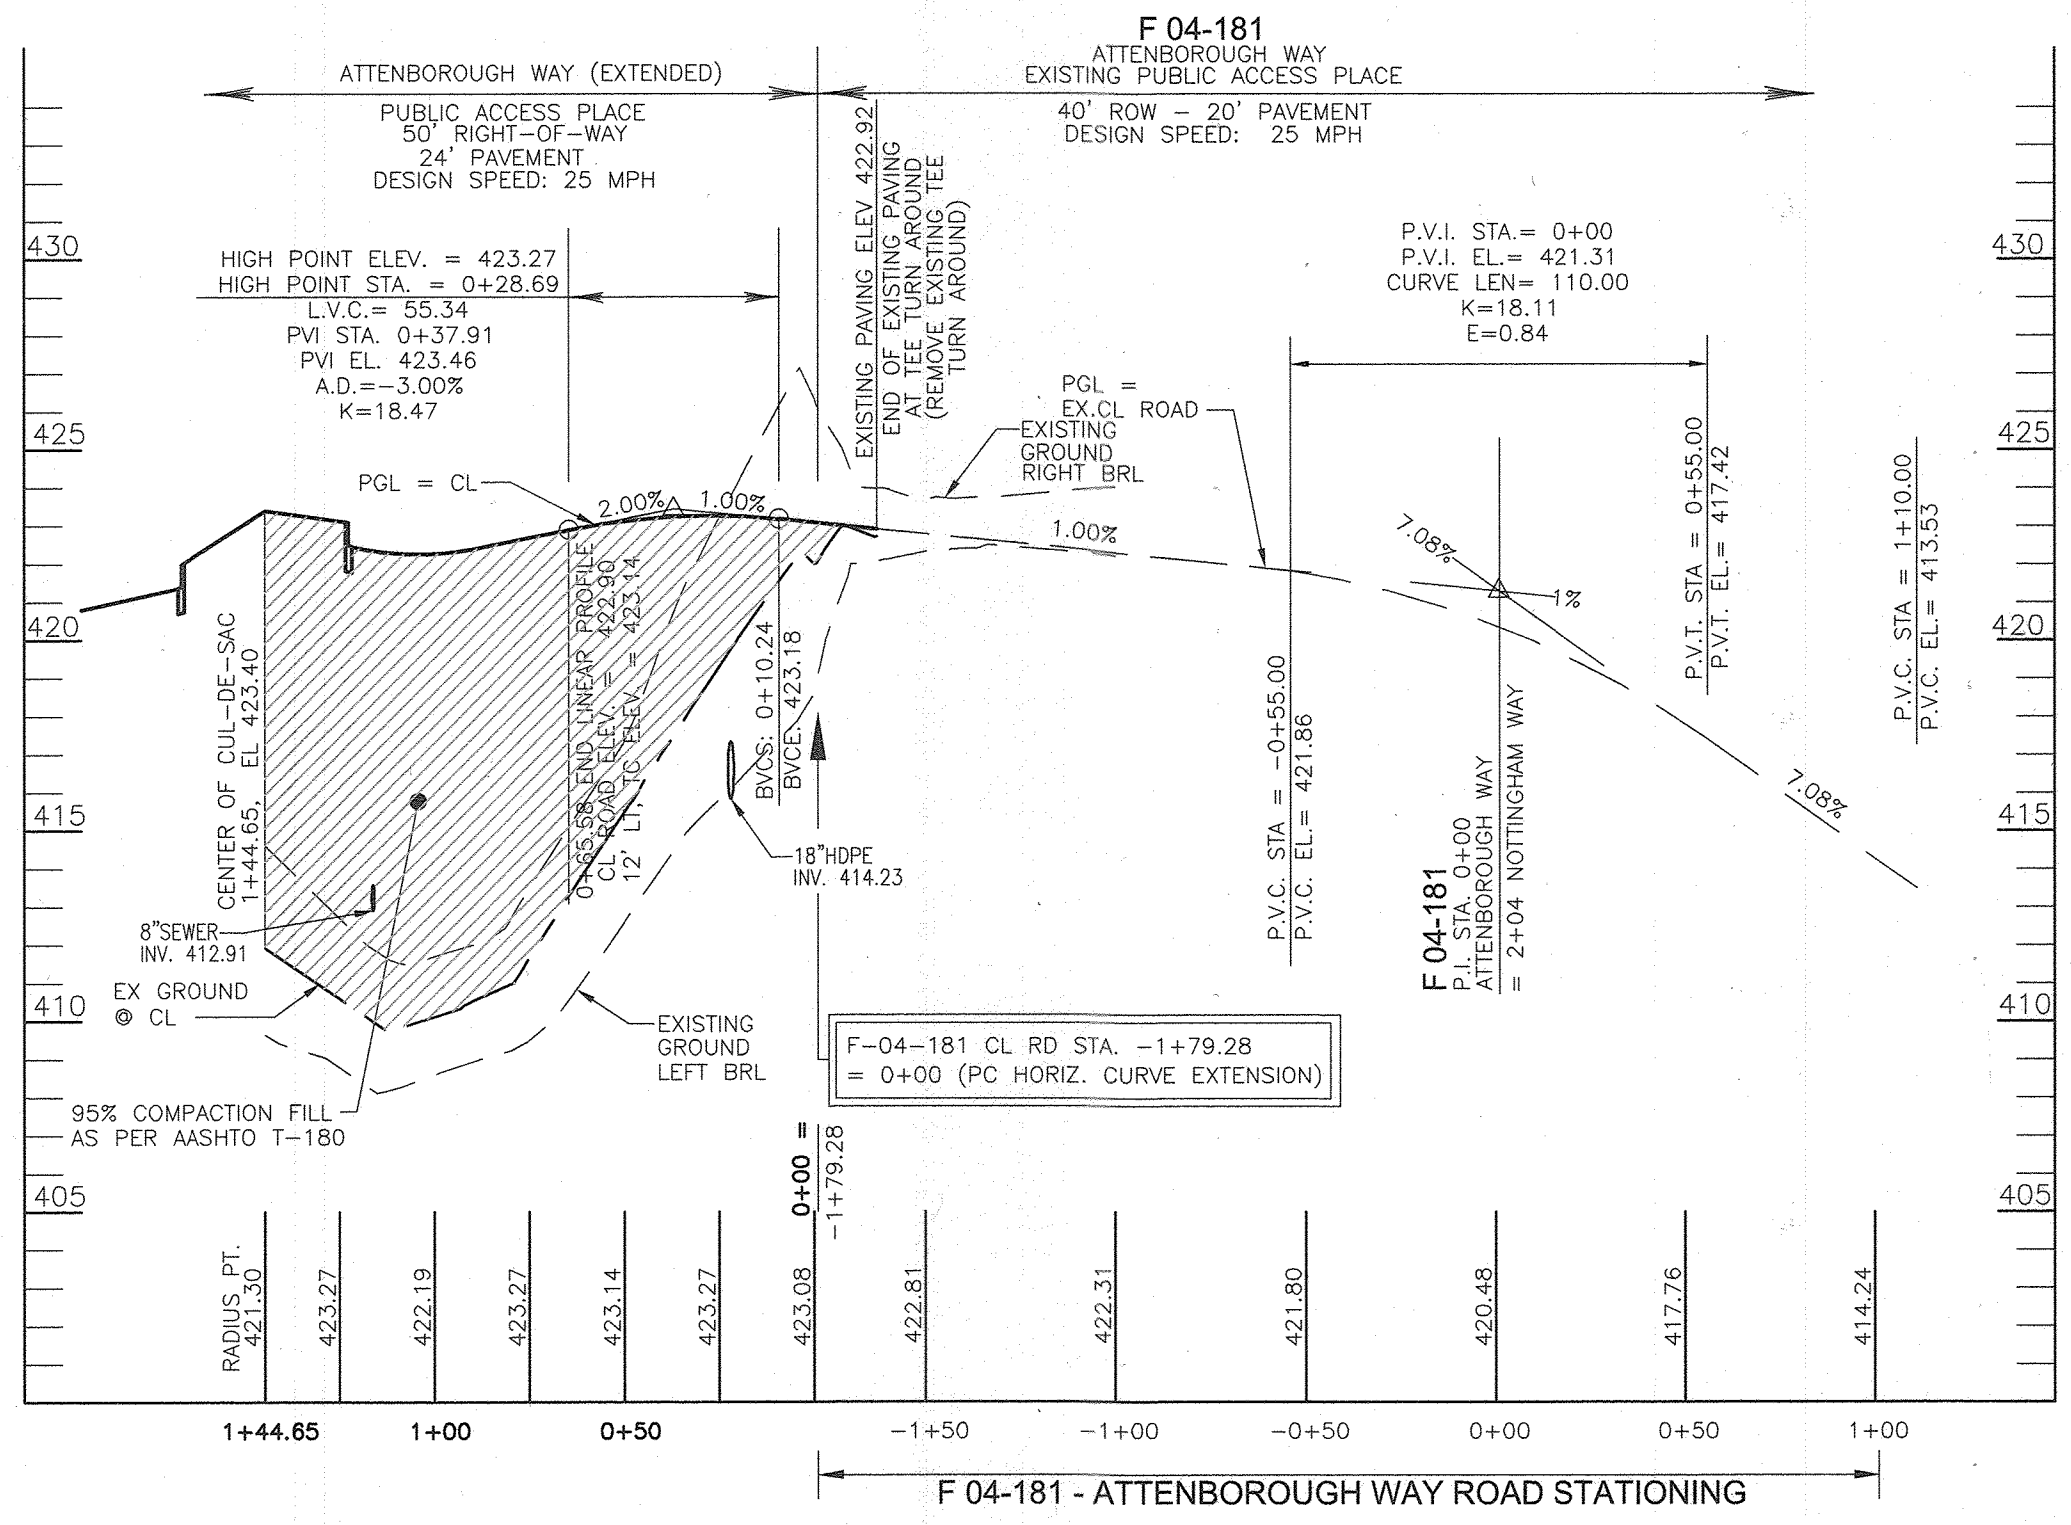 F 04-181
ATTENBOROUGH WAY
EXISTING PUBLIC ACCESS PLACE
40' ROW – 20' PAVEMENT
DESIGN SPEED: 25 MPH
ATTENBOROUGH WAY (EXTENDED)
PUBLIC ACCESS PLACE
50' RIGHT-OF-WAY
24' PAVEMENT
DESIGN SPEED: 25 MPH
HIGH POINT ELEV. = 423.27
HIGH POINT STA. = 0+28.69
L.V.C.= 55.34
PVI STA. 0+37.91
PVI EL. 423.46
A.D.=-3.00%
K=18.47
EXISTING PAVING ELEV 422.92
END OF EXISTING PAVING
AT TEE TURN AROUND
(REMOVE EXISTING TEE
TURN AROUND)
P.V.I. STA.= 0+00
P.V.I. EL.= 421.31
CURVE LEN= 110.00
K=18.11
E=0.84
430
425
420
415
410
405
430
425
420
415
410
405
PGL = CL
2.00%
1.00%
PGL =
EX.CL ROAD
EXISTING
GROUND
RIGHT BRL
1.00%
7.08%
1%
7.08%
P.V.T. STA = 0+55.00
P.V.T. EL.= 417.42
P.V.C. STA = 1+10.00
P.V.C. EL.= 413.53
CENTER OF CUL-DE-SAC
1+44.65, EL 423.40
0+65.58 END LINEAR PROFILE
CL ROAD ELEV. = 422.90
12' LT, TC ELEV. = 423.14
BVCS: 0+10.24
BVCE: 423.18
P.V.C. STA = -0+55.00
P.V.C. EL.= 421.86
F 04-181
P.I. STA. 0+00
ATTENBOROUGH WAY
= 2+04 NOTTINGHAM WAY
18"HDPE
INV. 414.23
8"SEWER
INV. 412.91
EX GROUND
@ CL
EXISTING
GROUND
LEFT BRL
95% COMPACTION FILL
AS PER AASHTO T-180
F-04-181 CL RD STA. -1+79.28
= 0+00 (PC HORIZ. CURVE EXTENSION)
0+00 =
-1+79.28
RADIUS PT.
421.30
423.27
422.19
423.27
423.14
423.27
423.08
422.81
422.31
421.80
420.48
417.76
414.24
1+44.65
1+00
0+50
-1+50
-1+00
-0+50
0+00
0+50
1+00
F 04-181 - ATTENBOROUGH WAY ROAD STATIONING